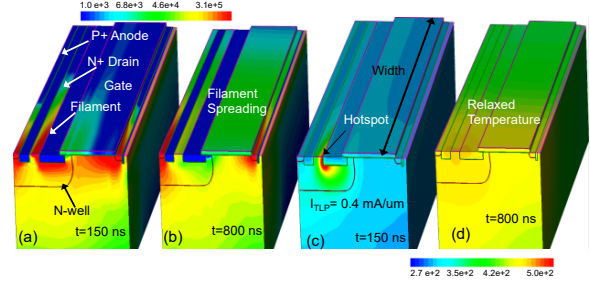 1.0 e+3 6.8e+3 4.6e+4 3.1e+5
P+ Anode
N+ Drain
Gate
Filament
N-well
(a)
t=150 ns
Filament
Spreading
(b)
t=800 ns
Width
Hotspot
I_TLP= 0.4 mA/um
(c)
t=150 ns
Relaxed
Temperature
(d)
t=800 ns
2.7 e+2 3.5e+2 4.2 e+2 5.0 e+2